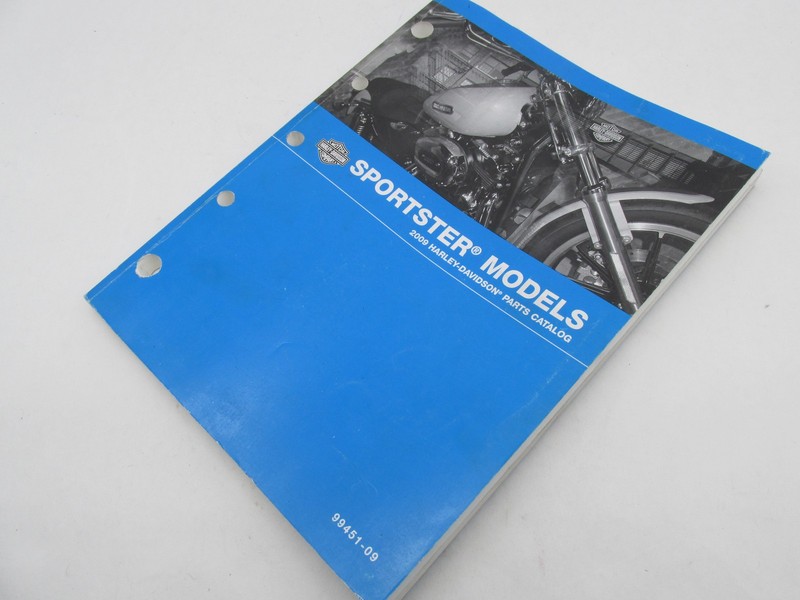 SPORTSTER® MODELS
2009 HARLEY-DAVIDSON® PARTS CATALOG
99451-09